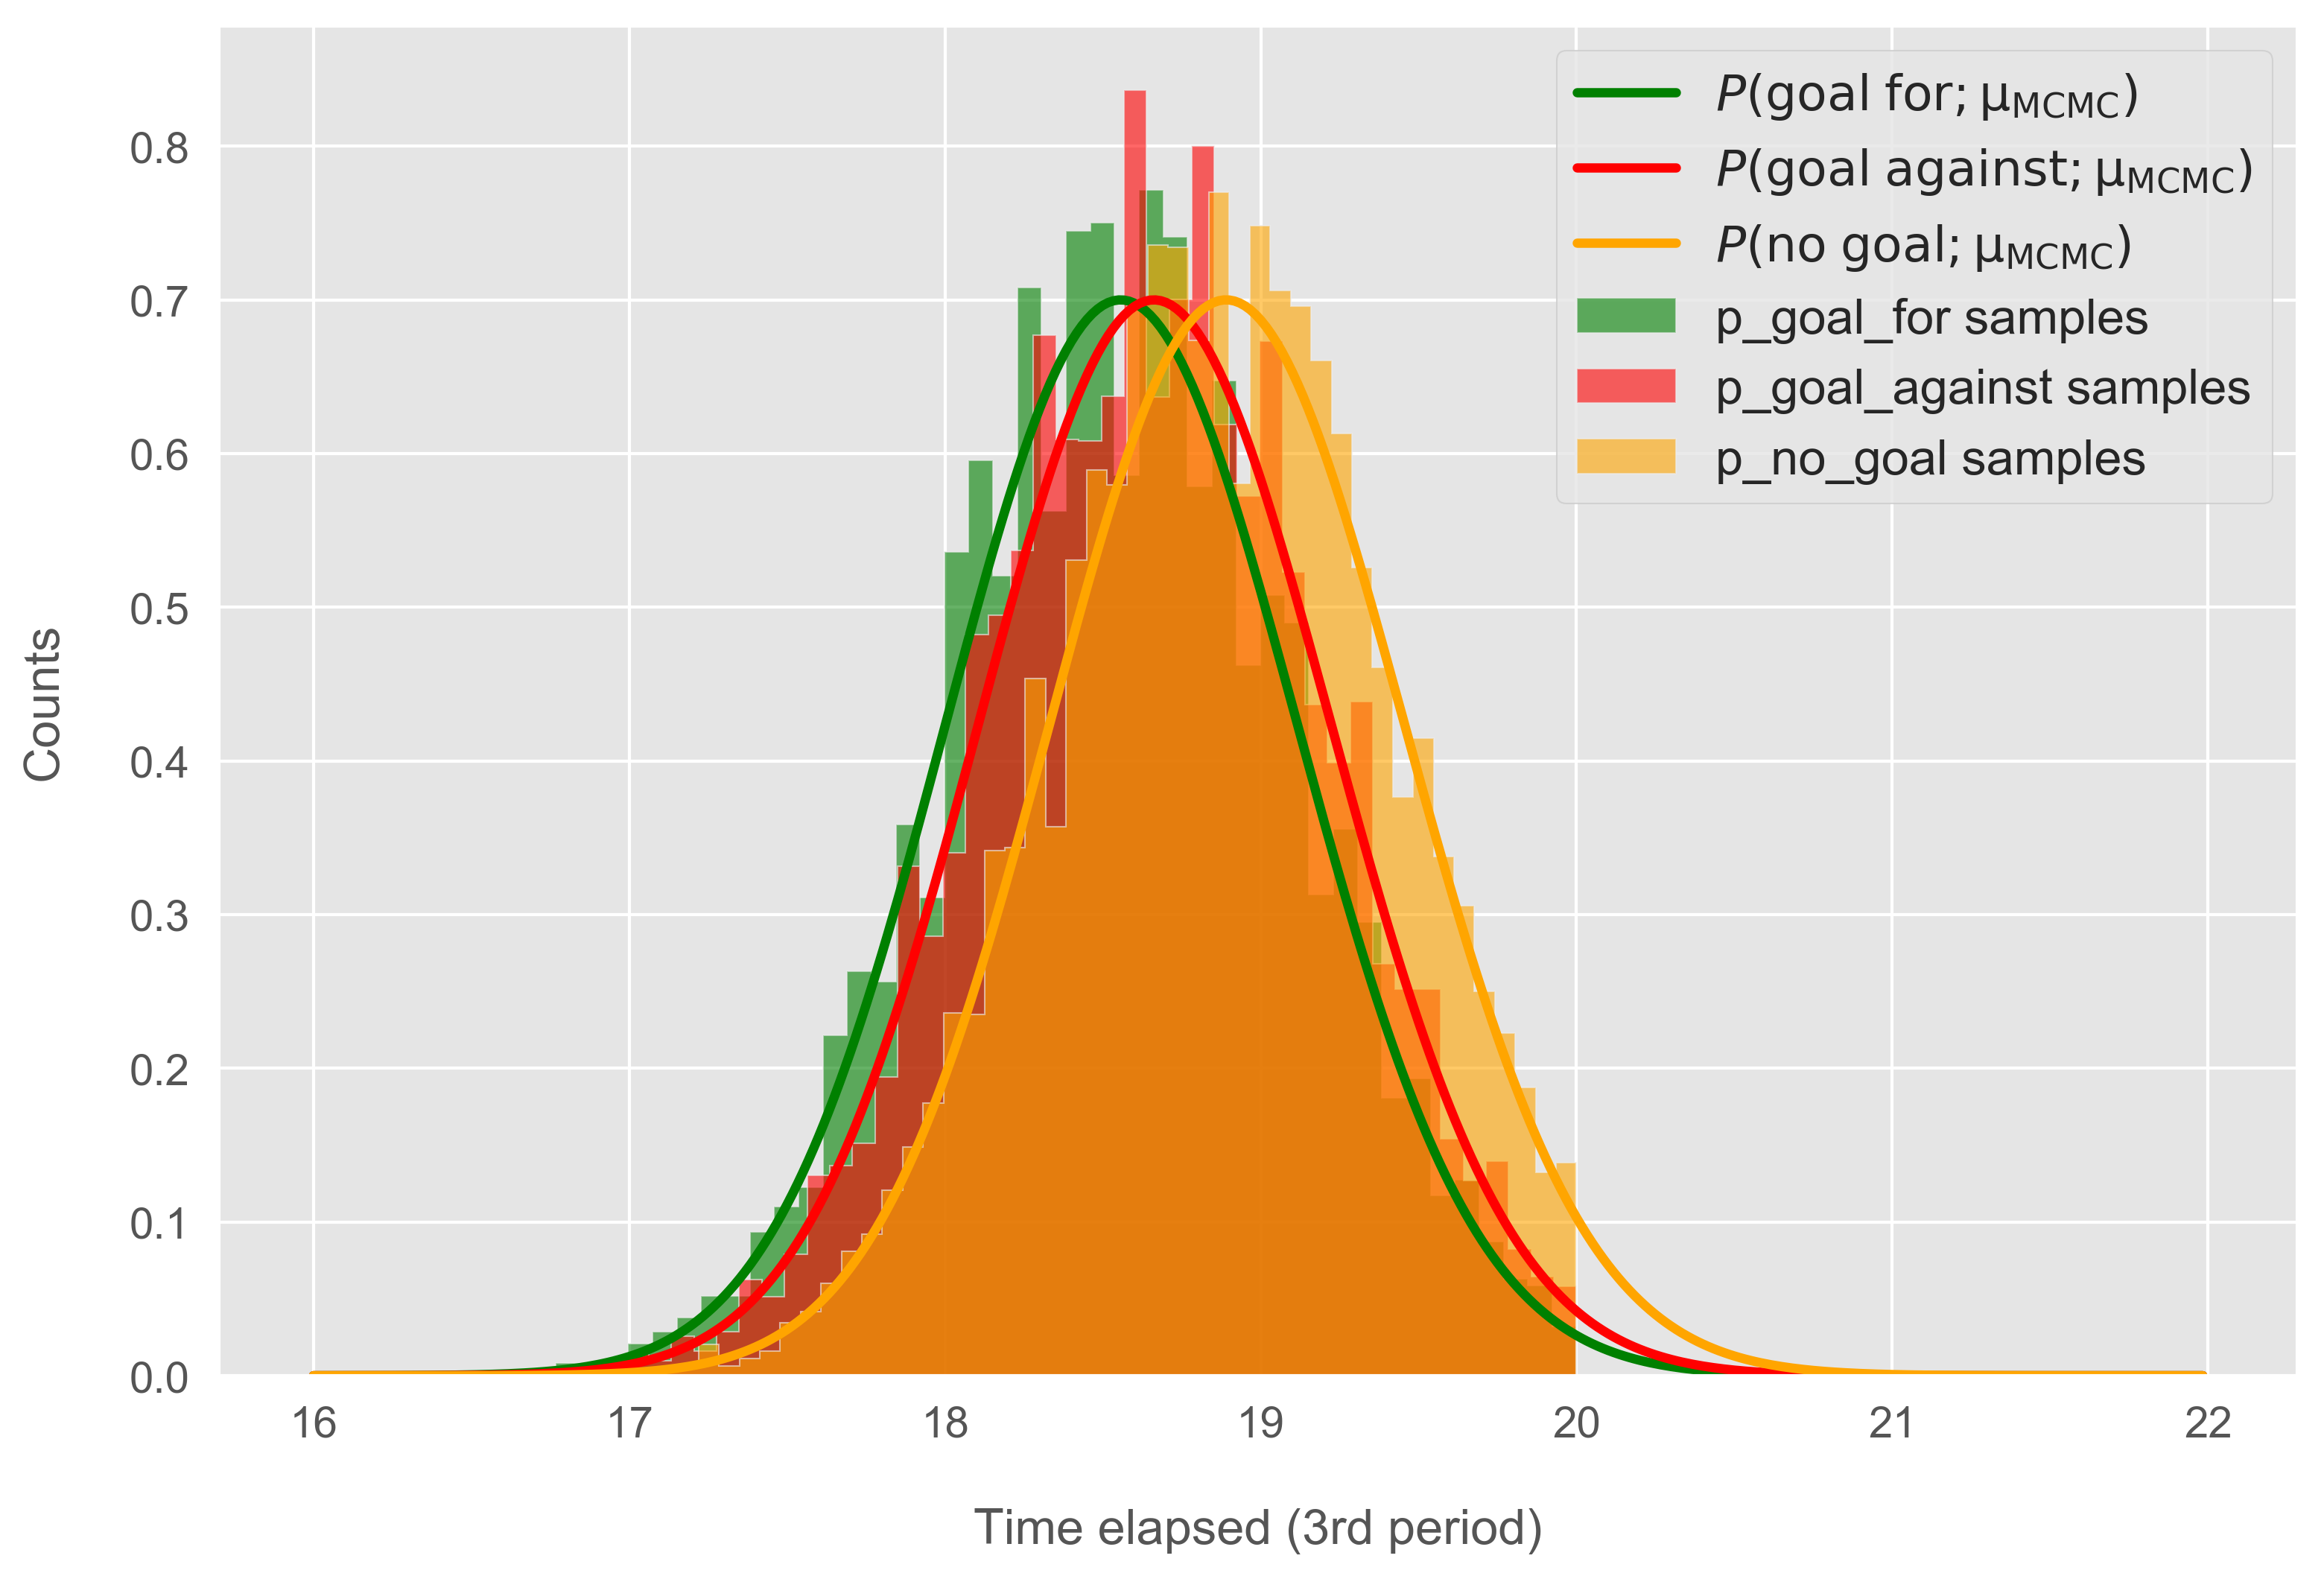 P(goal for; μMCMC)
P(goal against; μMCMC)
P(no goal; μMCMC)
p_goal_for samples
p_goal_against samples
p_no_goal samples
0.8
0.7
0.6
0.5
0.4
0.3
0.2
0.1
0.0
Counts
16 17 18 19 20 21 22
Time elapsed (3rd period)